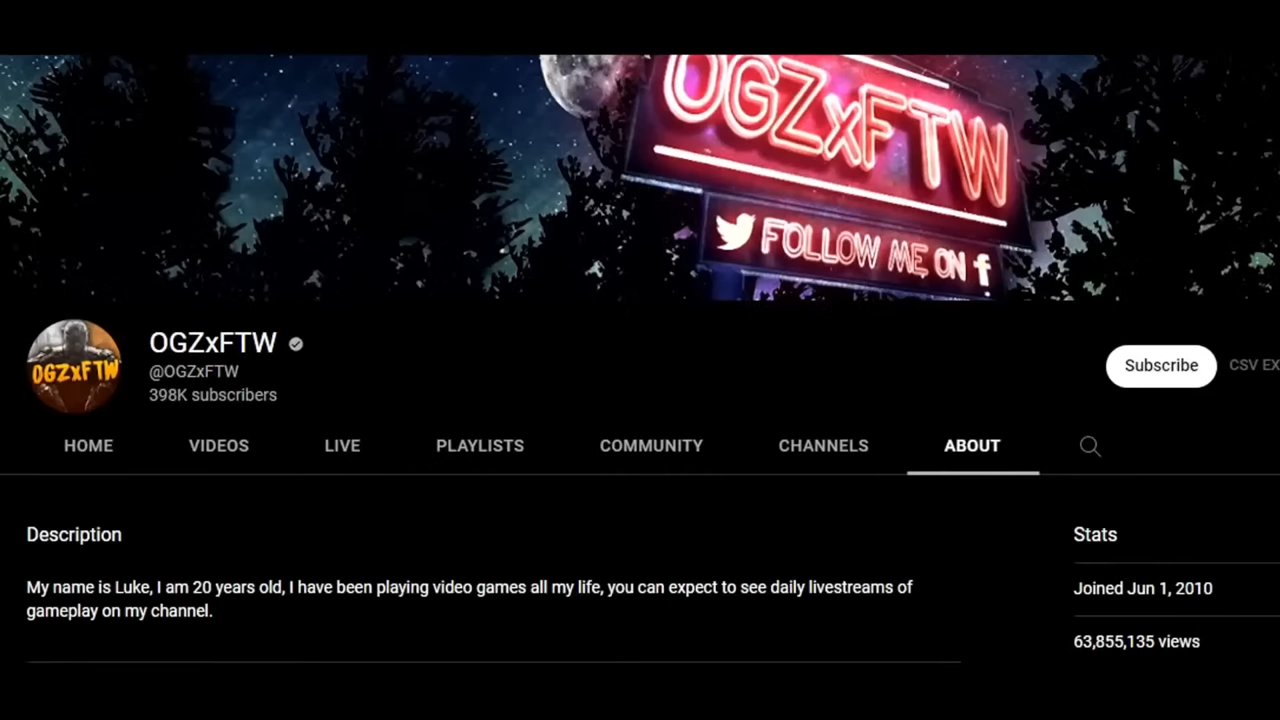 OGZxFTW
FOLLOW ME ON f
OGZxFTW
OGZxFTW
@OGZxFTW
398K subscribers
Subscribe
CSV EX
HOME VIDEOS LIVE PLAYLISTS COMMUNITY CHANNELS ABOUT
Description
My name is Luke, I am 20 years old, I have been playing video games all my life, you can expect to see daily livestreams of
gameplay on my channel.
Stats
Joined Jun 1, 2010
63,855,135 views